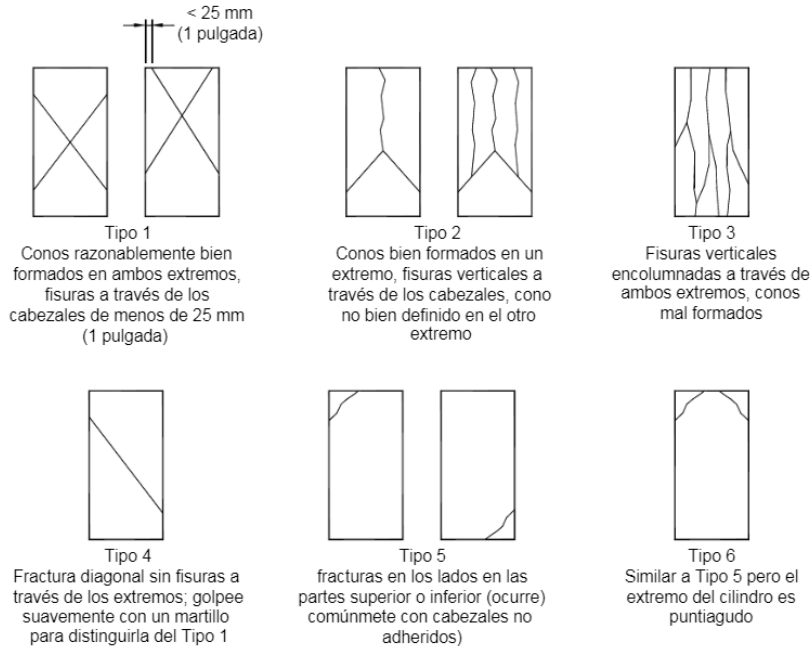 < 25 mm
(1 pulgada)
Tipo 1
Conos razonablemente bien
formados en ambos extremos,
fisuras a través de los
cabezales de menos de 25 mm
(1 pulgada)
Tipo 2
Conos bien formados en un
extremo, fisuras verticales a
través de los cabezales, cono
no bien definido en el otro
extremo
Tipo 3
Fisuras verticales
encolumnadas a través de
ambos extremos, conos
mal formados
Tipo 4
Fractura diagonal sin fisuras a
través de los extremos; golpee
suavemente con un martillo
para distinguirla del Tipo 1
Tipo 5
fracturas en los lados en las
partes superior o inferior (ocurre)
comúnmete con cabezales no
adheridos)
Tipo 6
Similar a Tipo 5 pero el
extremo del cilindro es
puntiagudo